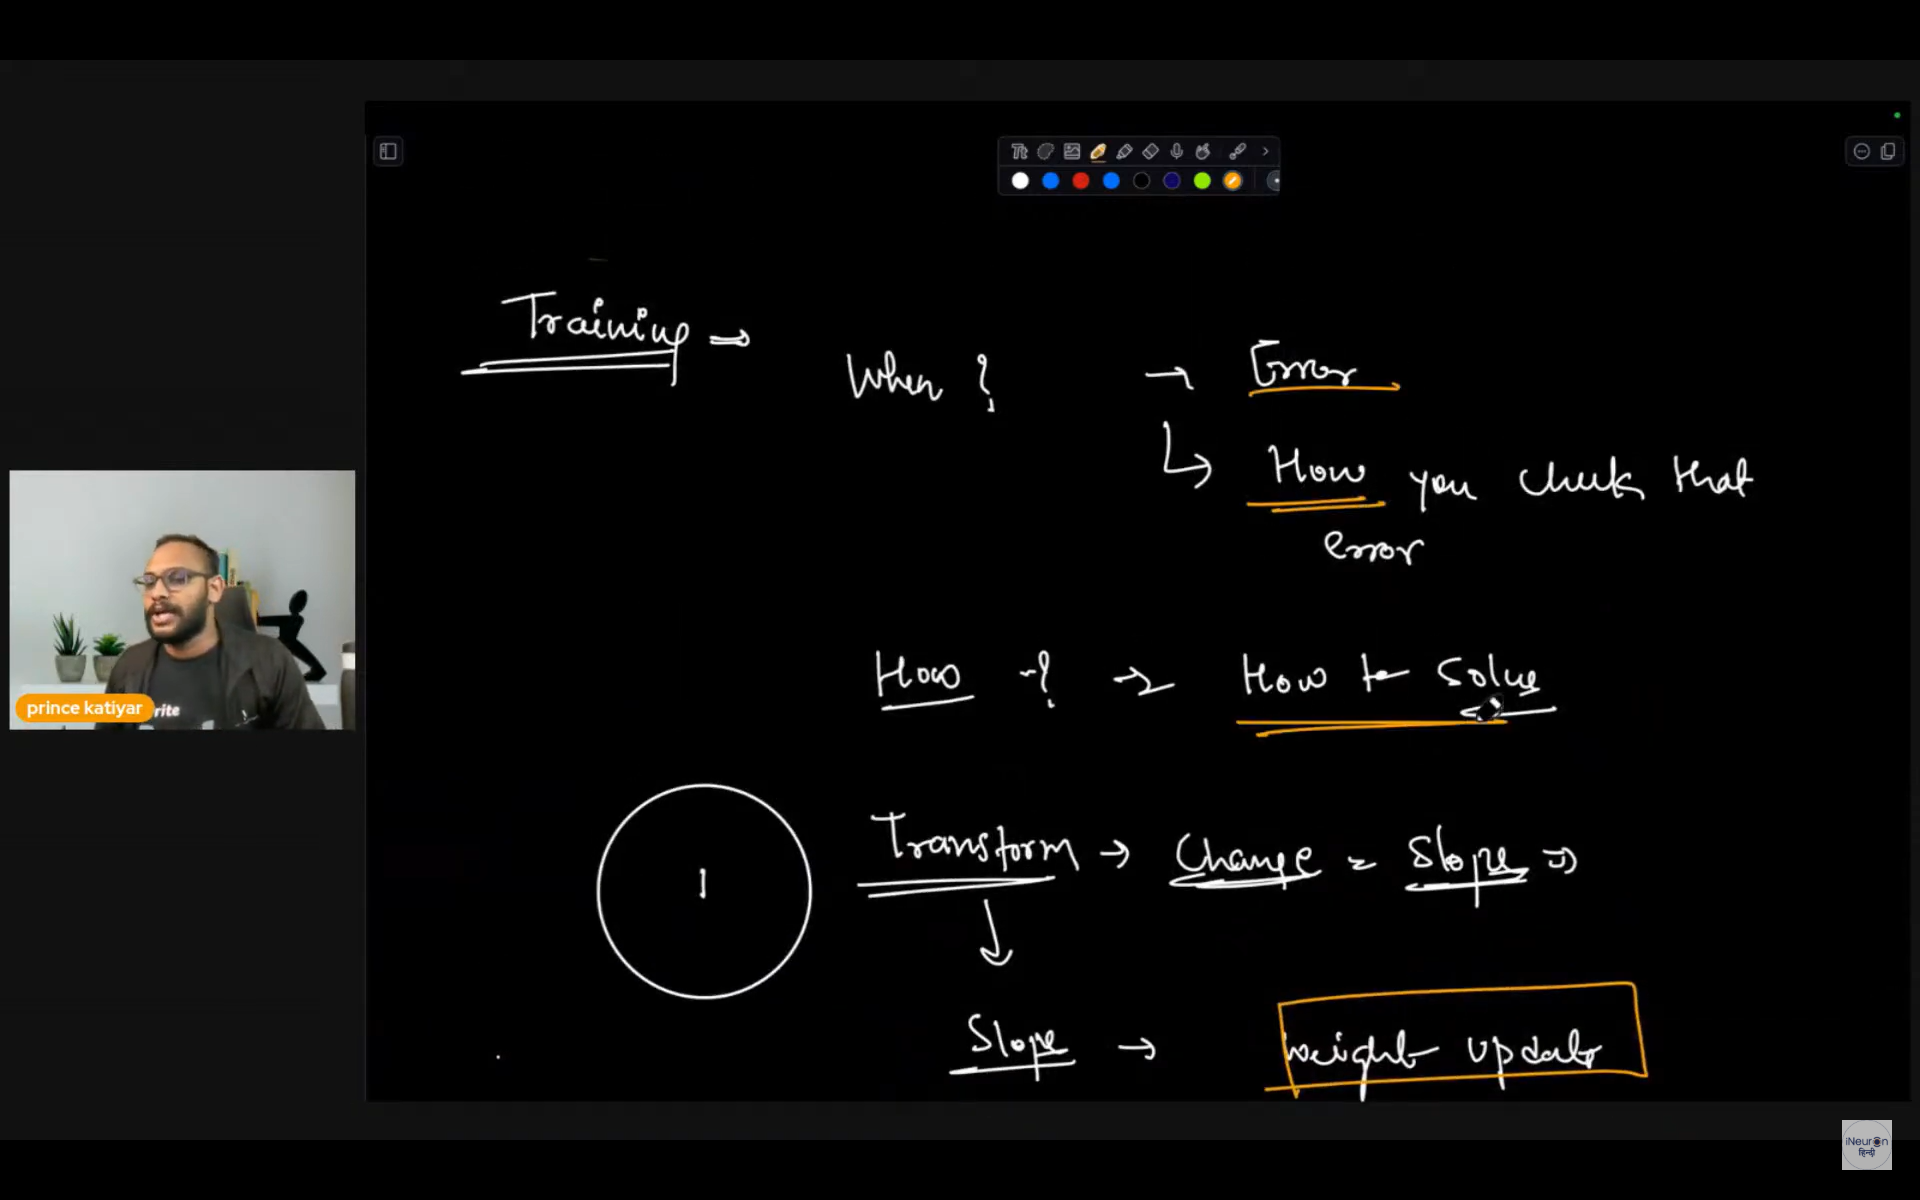 Tt
Training ⇒
When ? → Error
↳ How you check that
error
How ? → How to solve
Transform → Change = Slope ⇒
↓
1
Slope → weight update
prince katiyar
rite
iNeuron
हिन्दी